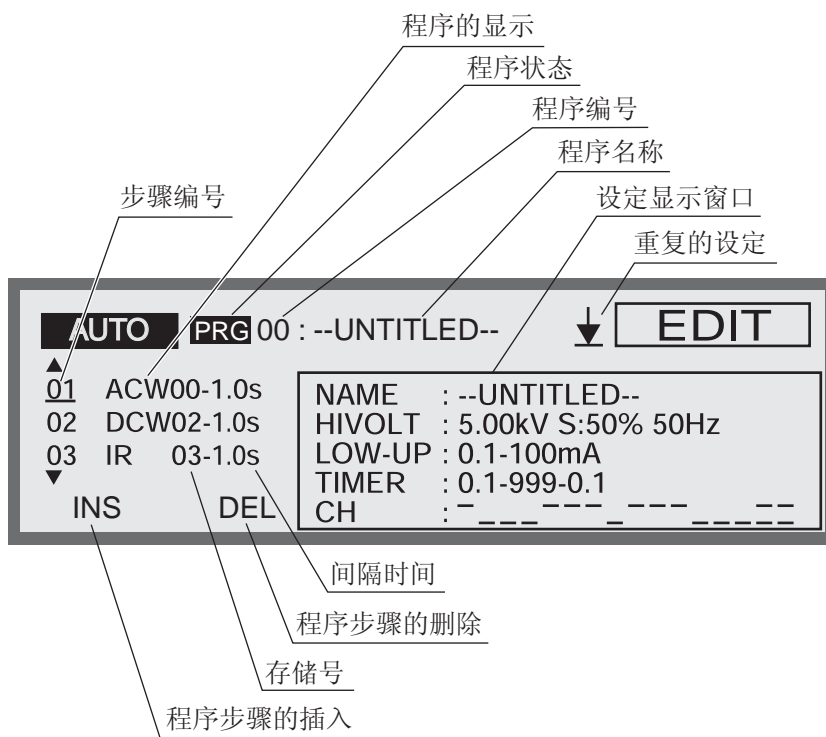 程序的显示
程序状态
程序编号
程序名称
步骤编号
设定显示窗口
重复的设定
AUTO PRG 00 : --UNTITLED-- EDIT
01 ACW00-1.0s
02 DCW02-1.0s
03 IR 03-1.0s
INS DEL
NAME : --UNTITLED--
HIVOLT : 5.00kV S:50% 50Hz
LOW-UP : 0.1-100mA
TIMER : 0.1-999-0.1
CH :
间隔时间
程序步骤的删除
存储号
程序步骤的插入